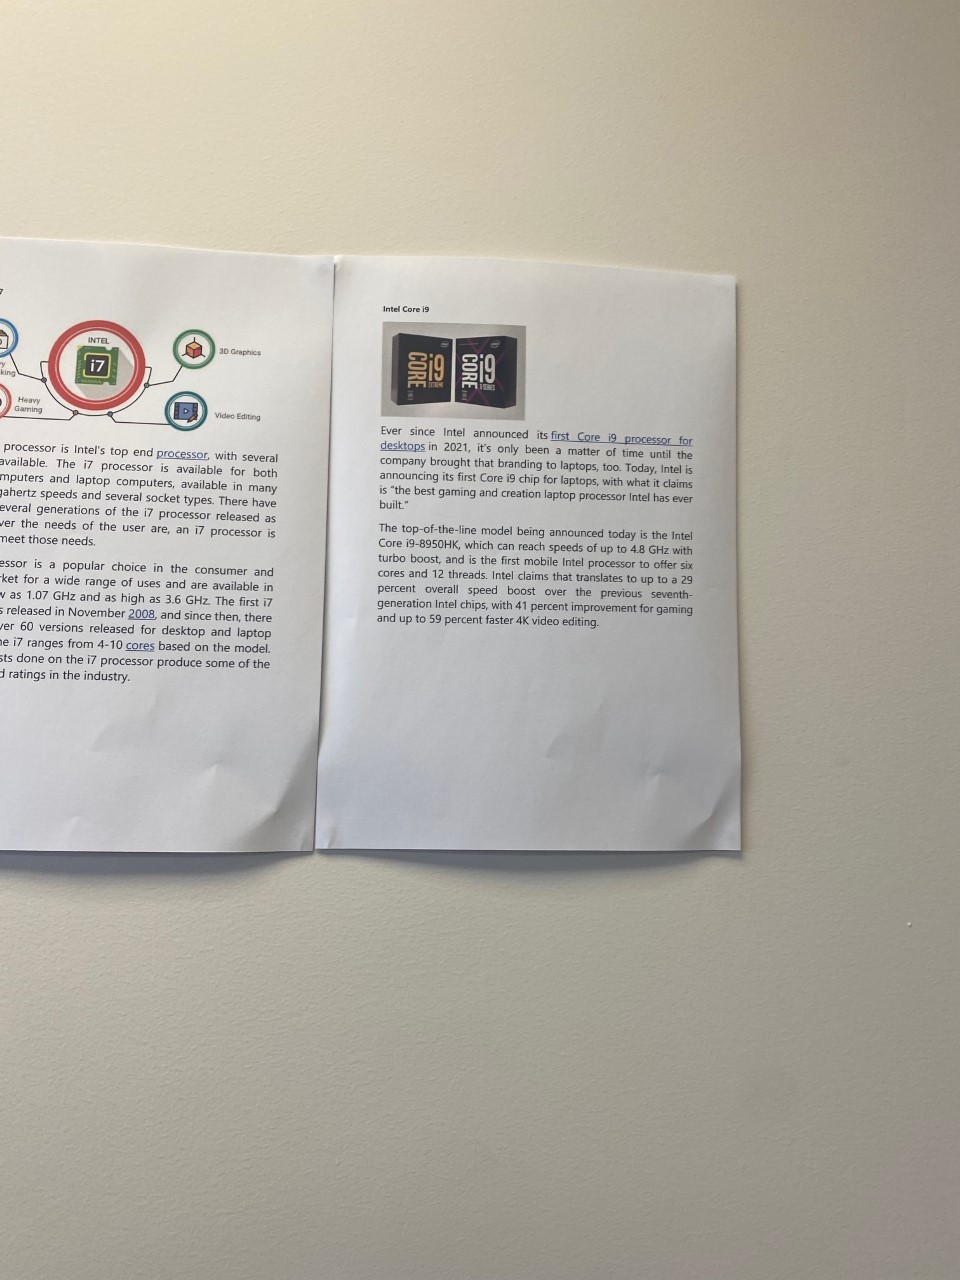 7
INTEL
i7
3D Graphics
king
Heavy
Gaming
Video Editing
processor is Intel's top end processor, with several
available. The i7 processor is available for both
mputers and laptop computers, available in many
gahertz speeds and several socket types. There have
everal generations of the i7 processor released as
ver the needs of the user are, an i7 processor is
meet those needs.
essor is a popular choice in the consumer and
ket for a wide range of uses and are available in
w as 1.07 GHz and as high as 3.6 GHz. The first i7
s released in November 2008, and since then, there
ver 60 versions released for desktop and laptop
he i7 ranges from 4-10 cores based on the model.
sts done on the i7 processor produce some of the
d ratings in the industry.
Intel Core i9
CORE i9
EXTREME
CORE i9
X-SERIES
Ever since Intel announced its first Core i9 processor for
desktops in 2021, it's only been a matter of time until the
company brought that branding to laptops, too. Today, Intel is
announcing its first Core i9 chip for laptops, with what it claims
is "the best gaming and creation laptop processor Intel has ever
built."
The top-of-the-line model being announced today is the Intel
Core i9-8950HK, which can reach speeds of up to 4.8 GHz with
turbo boost, and is the first mobile Intel processor to offer six
cores and 12 threads. Intel claims that translates to up to a 29
percent overall speed boost over the previous seventh-
generation Intel chips, with 41 percent improvement for gaming
and up to 59 percent faster 4K video editing.